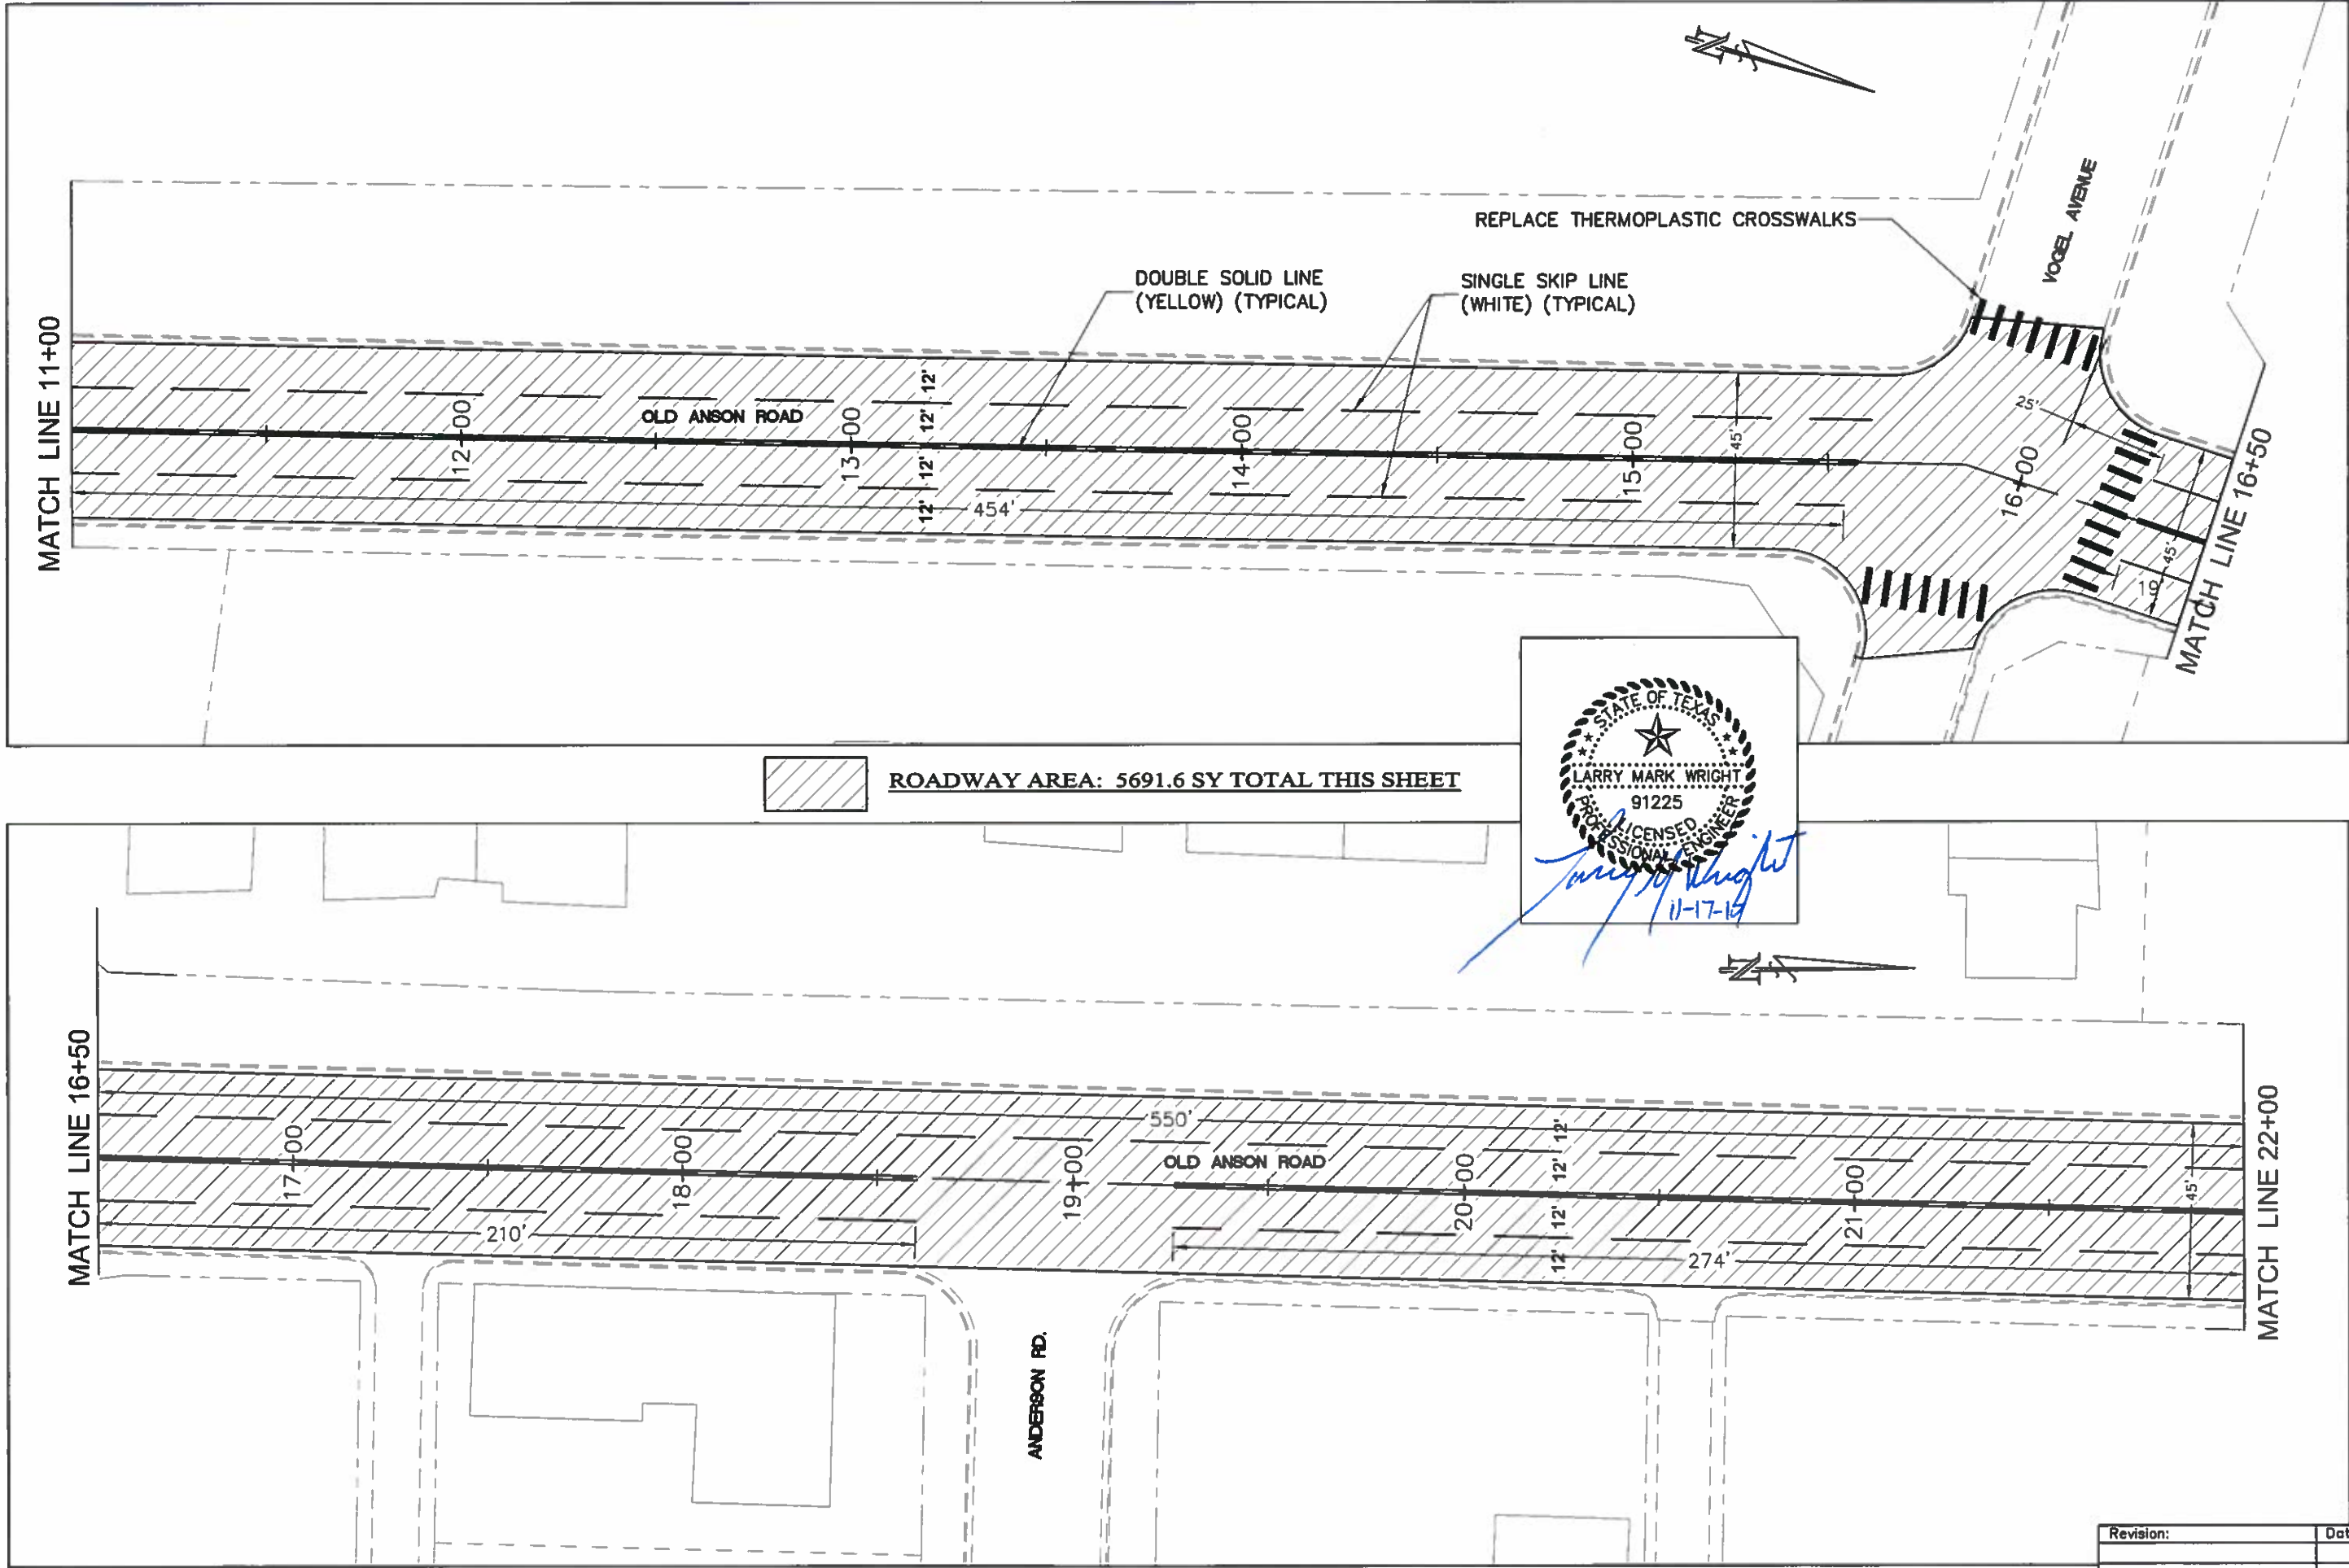 REPLACE THERMOPLASTIC CROSSWALKS
VOGEL AVENUE
DOUBLE SOLID LINE
(YELLOW) (TYPICAL)
SINGLE SKIP LINE
(WHITE) (TYPICAL)
MATCH LINE 11+00
OLD ANSON ROAD
12+00
13+00
14+00
15+00
16+00
12' 12' 12' 12'
454'
45'
25'
45'
19'
MATCH LINE 16+50
ROADWAY AREA: 5691.6 SY TOTAL THIS SHEET
STATE OF TEXAS
LARRY MARK WRIGHT
91225
LICENSED
PROFESSIONAL ENGINEER
MATCH LINE 16+50
17+00
18+00
19+00
20+00
21+00
550'
OLD ANSON ROAD
12' 12' 12' 12'
210'
274'
45'
MATCH LINE 22+00
ANDERSON RD.
Revision: